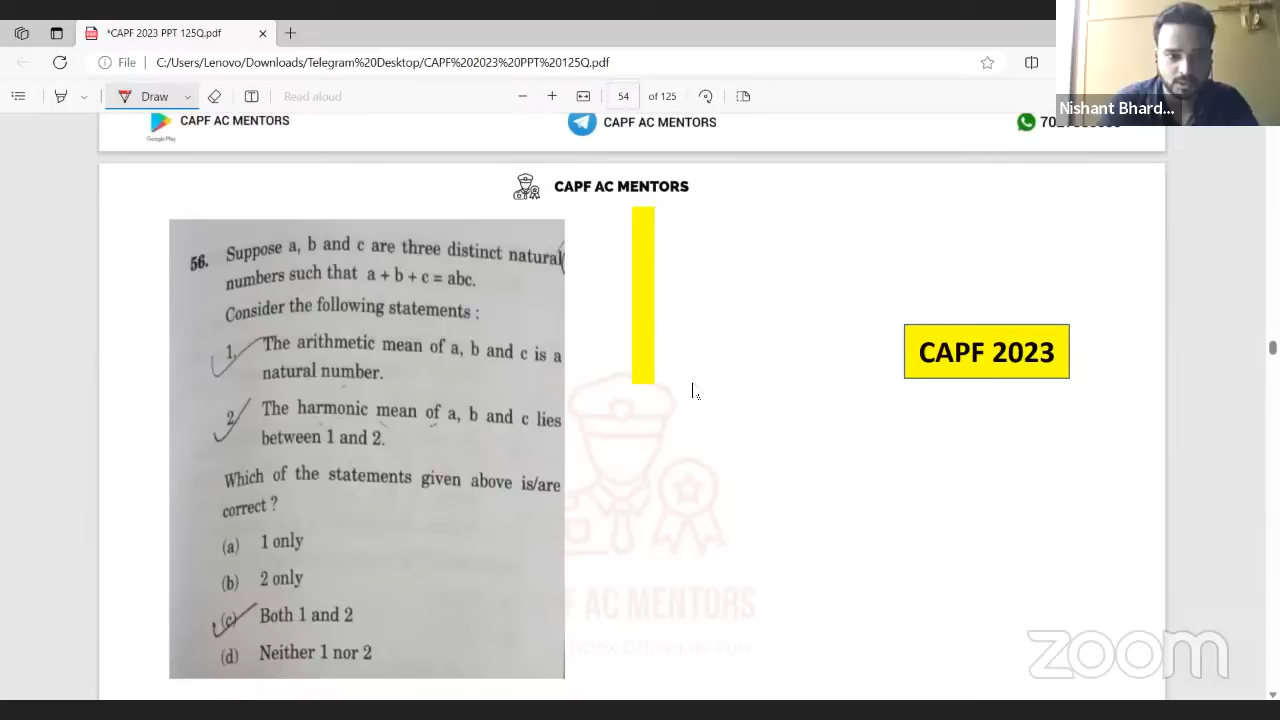 *CAPF 2023 PPT 125Q.pdf
File
C:/Users/Lenovo/Downloads/Telegram%20Desktop/CAPF%202023%20PPT%20125Q.pdf
Draw
Read aloud
54 of 125
Nishant Bhard...
Google Play
CAPF AC MENTORS
CAPF AC MENTORS
CAPF AC MENTORS
56. Suppose a, b and c are three distinct natural
numbers such that a + b + c = abc.
Consider the following statements :
1. The arithmetic mean of a, b and c is a
natural number.
2. The harmonic mean of a, b and c lies
between 1 and 2.
Which of the statements given above is/are
correct ?
(a) 1 only
(b) 2 only
(c) Both 1 and 2
(d) Neither 1 nor 2
CAPF 2023
AC MENTORS
zoom